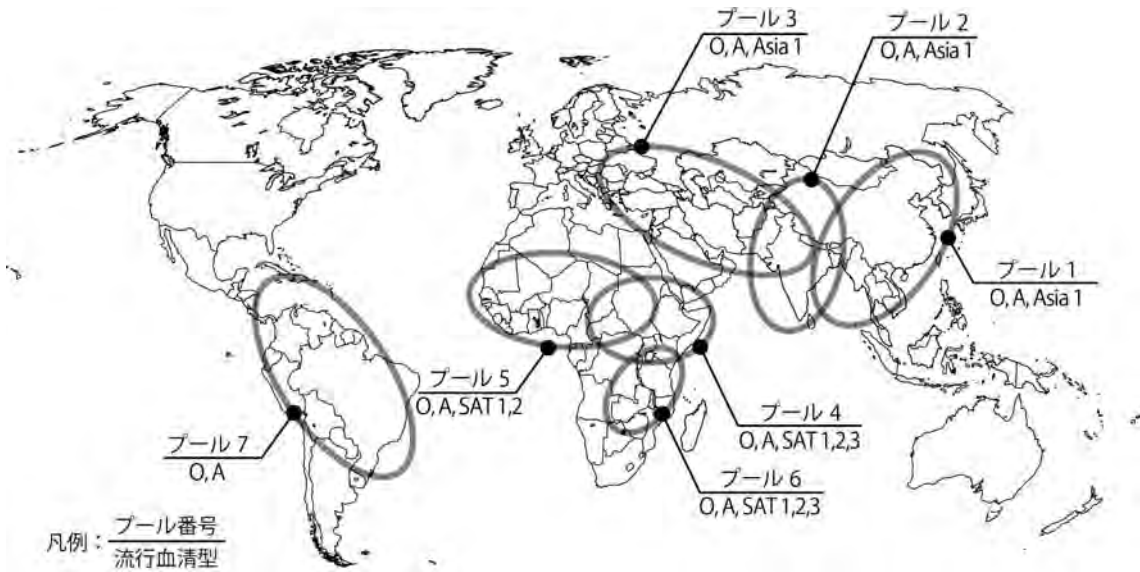 プール 3
O, A, Asia 1
プール 2
O, A, Asia 1
プール 1
O, A, Asia 1
プール 5
O, A, SAT 1,2
プール 4
O, A, SAT 1,2,3
プール 7
O, A
プール 6
O, A, SAT 1,2,3
凡例：プール番号
流行血清型